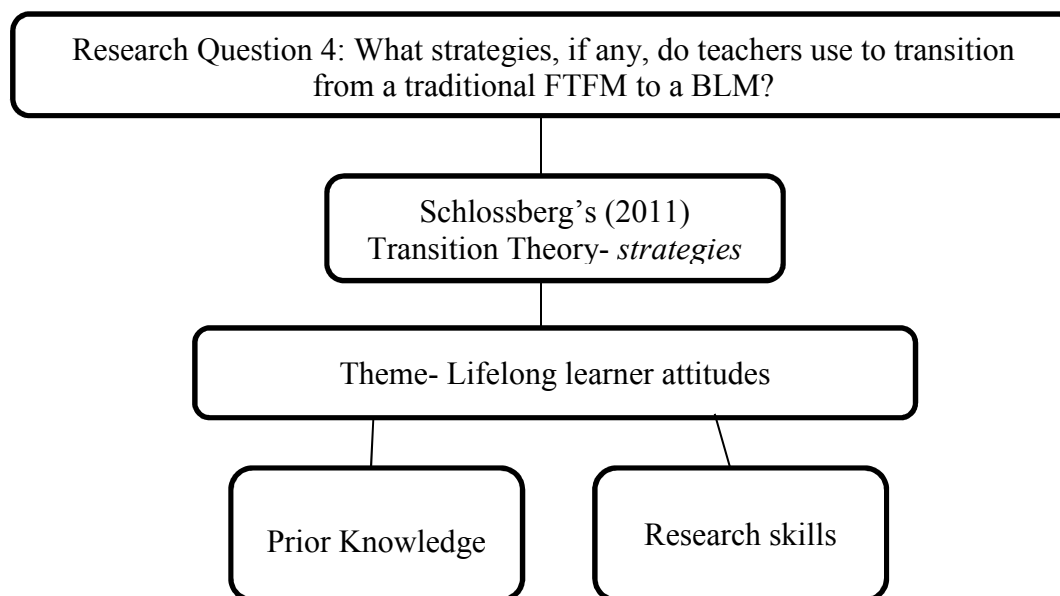 Research Question 4: What strategies, if any, do teachers use to transition
from a traditional FTFM to a BLM?
Schlossberg’s (2011)
Transition Theory- strategies
Theme- Lifelong learner attitudes
Prior Knowledge
Research skills